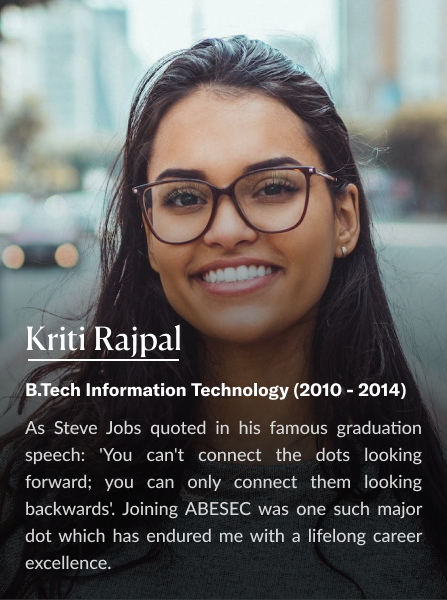 Kriti Rajpal
B.Tech Information Technology (2010 - 2014)
As Steve Jobs quoted in his famous graduation
speech: 'You can't connect the dots looking
forward; you can only connect them looking
backwards'. Joining ABESEC was one such major
dot which has endured me with a lifelong career
excellence.